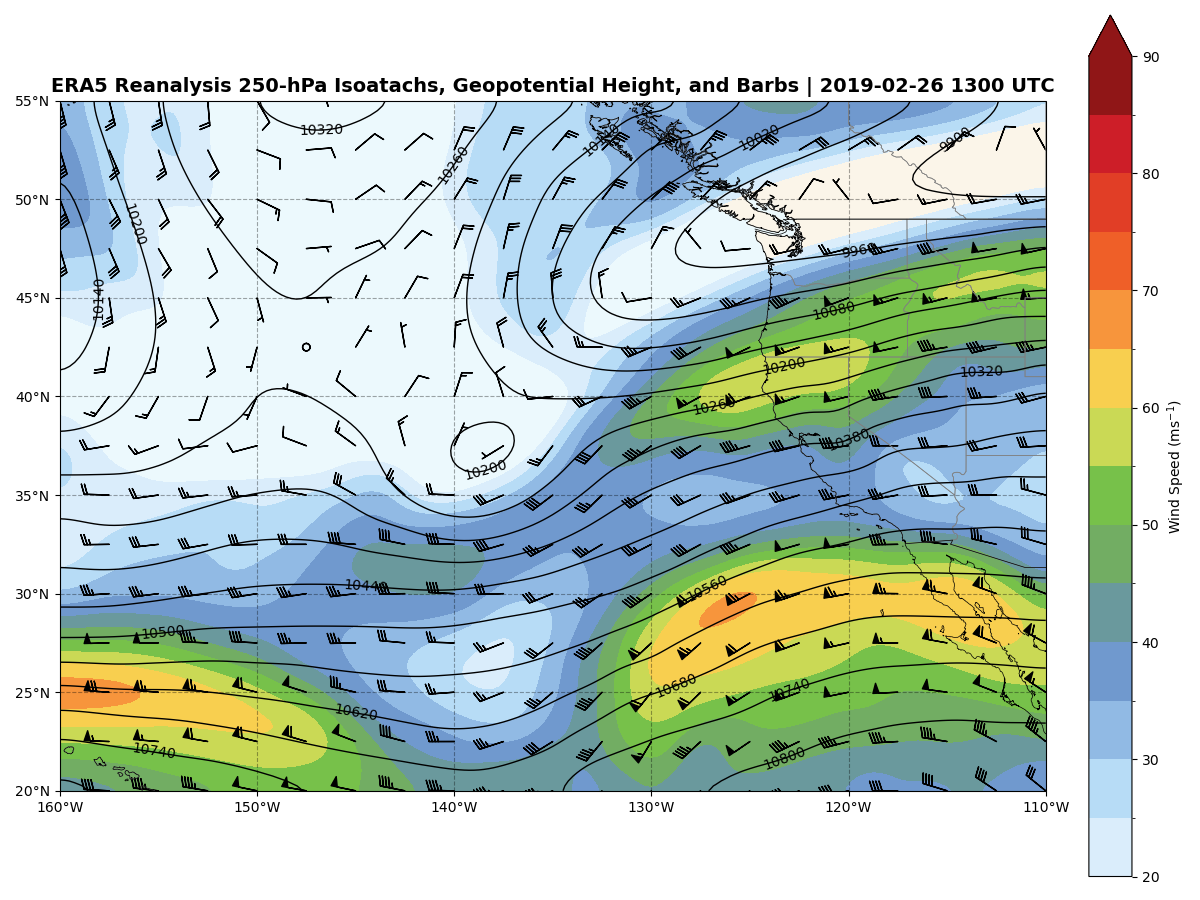 ERA5 Reanalysis 250-hPa Isoatachs, Geopotential Height, and Barbs | 2019-02-26 1300 UTC
90
80
70
60
50
40
30
20
Wind Speed (ms⁻¹)
55°N
50°N
45°N
40°N
35°N
30°N
25°N
20°N
160°W
150°W
140°W
130°W
120°W
110°W
10320
10260
10020
9900
10200
9960
10140
10080
10200
10320
10260
10380
10200
10440
10560
10500
10680
10740
10620
10740
10800